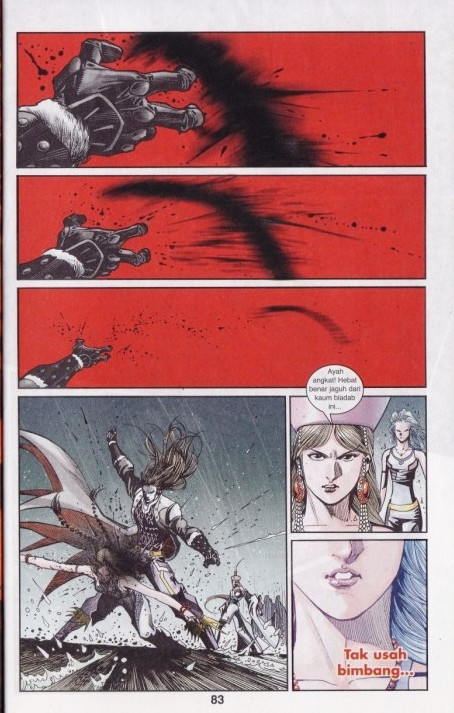 Ayah
angkat! Hebat
benar jaguh dari
kaum biadab
ini...
Tak usah
bimbang...
83